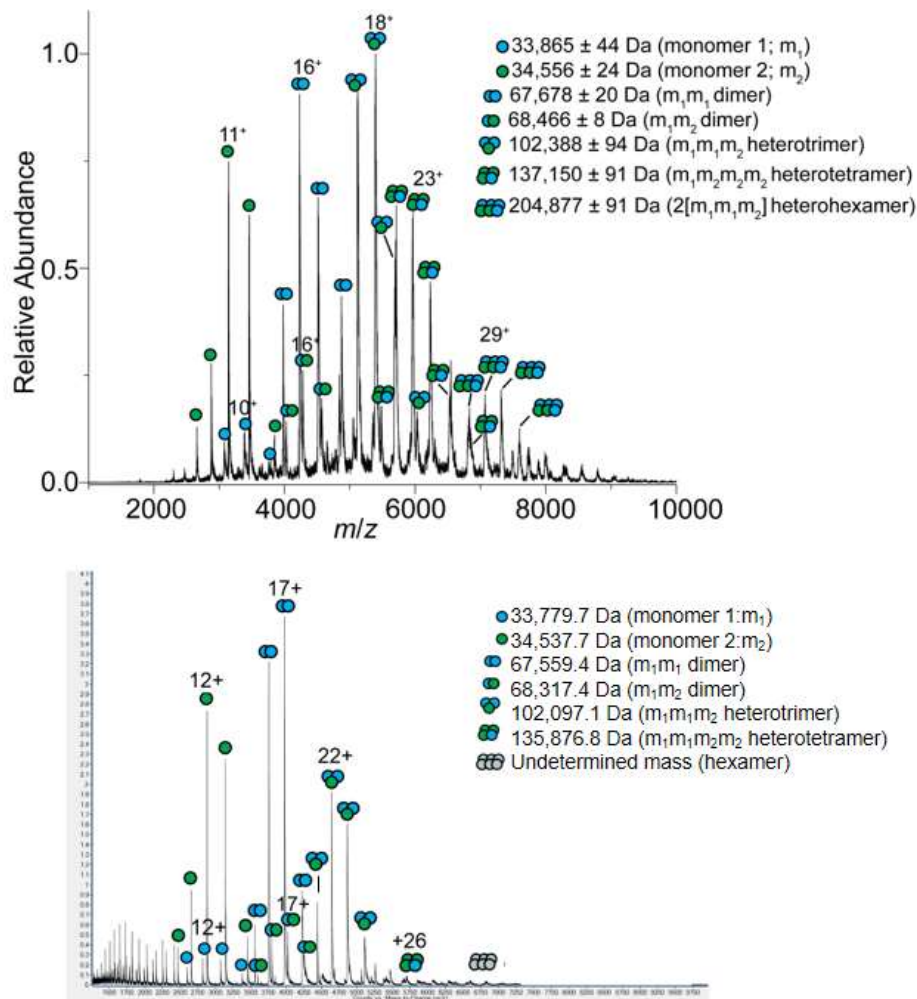 18+
1.0
16+
11+
23+
0.5
16+
29+
10+
0.0
Relative Abundance
2000 4000 6000 8000 10000
m/z
33,865 ± 44 Da (monomer 1; m₁)
34,556 ± 24 Da (monomer 2; m₂)
67,678 ± 20 Da (m₁m₁ dimer)
68,466 ± 8 Da (m₁m₂ dimer)
102,388 ± 94 Da (m₁m₁m₂ heterotrimer)
137,150 ± 91 Da (m₁m₂m₂m₂ heterotetramer)
204,877 ± 91 Da (2[m₁m₁m₂] heterohexamer)
17+
12+
22+
17+
12+
+26
33,779.7 Da (monomer 1:m₁)
34,537.7 Da (monomer 2:m₂)
67,559.4 Da (m₁m₁ dimer)
68,317.4 Da (m₁m₂ dimer)
102,097.1 Da (m₁m₁m₂ heterotrimer)
135,876.8 Da (m₁m₁m₂m₂ heterotetramer)
Undetermined mass (hexamer)